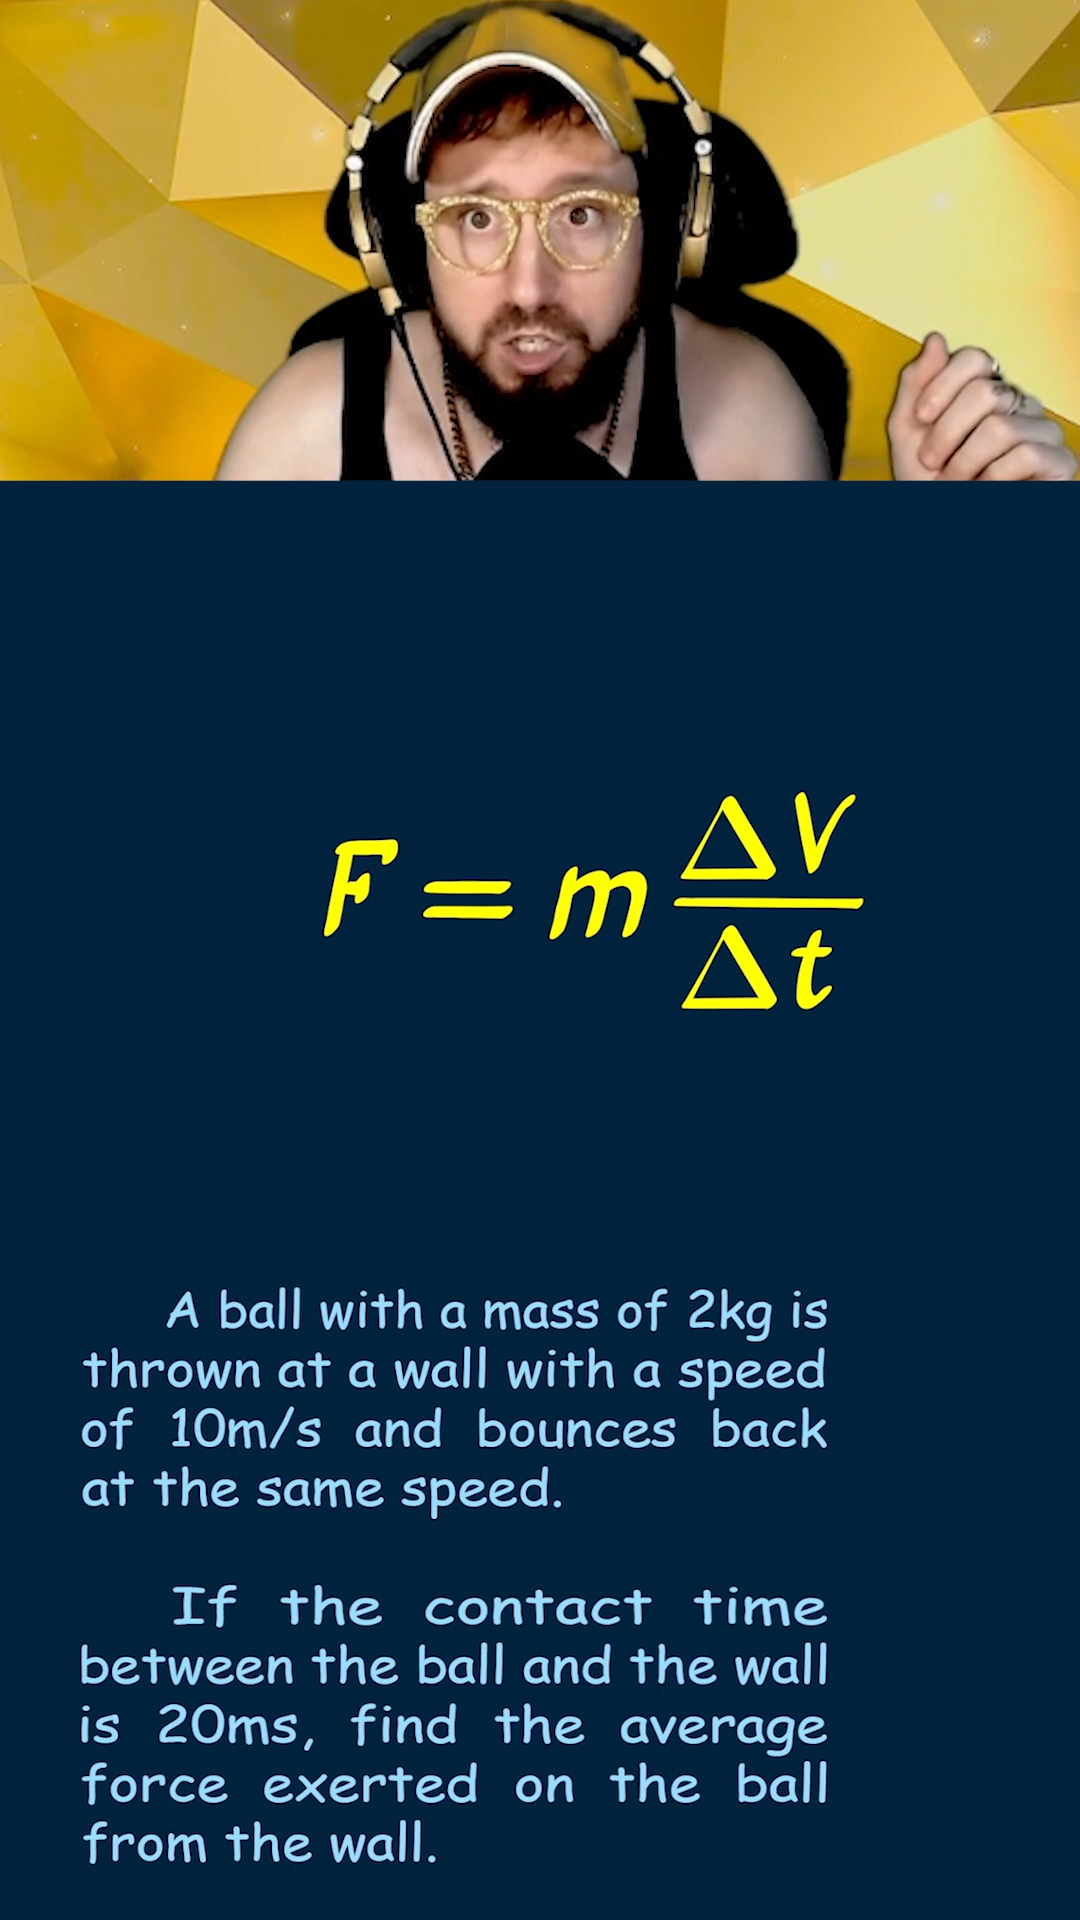 F = m ΔV/Δt
A ball with a mass of 2kg is
thrown at a wall with a speed
of 10m/s and bounces back
at the same speed.
If the contact time
between the ball and the wall
is 20ms, find the average
force exerted on the ball
from the wall.